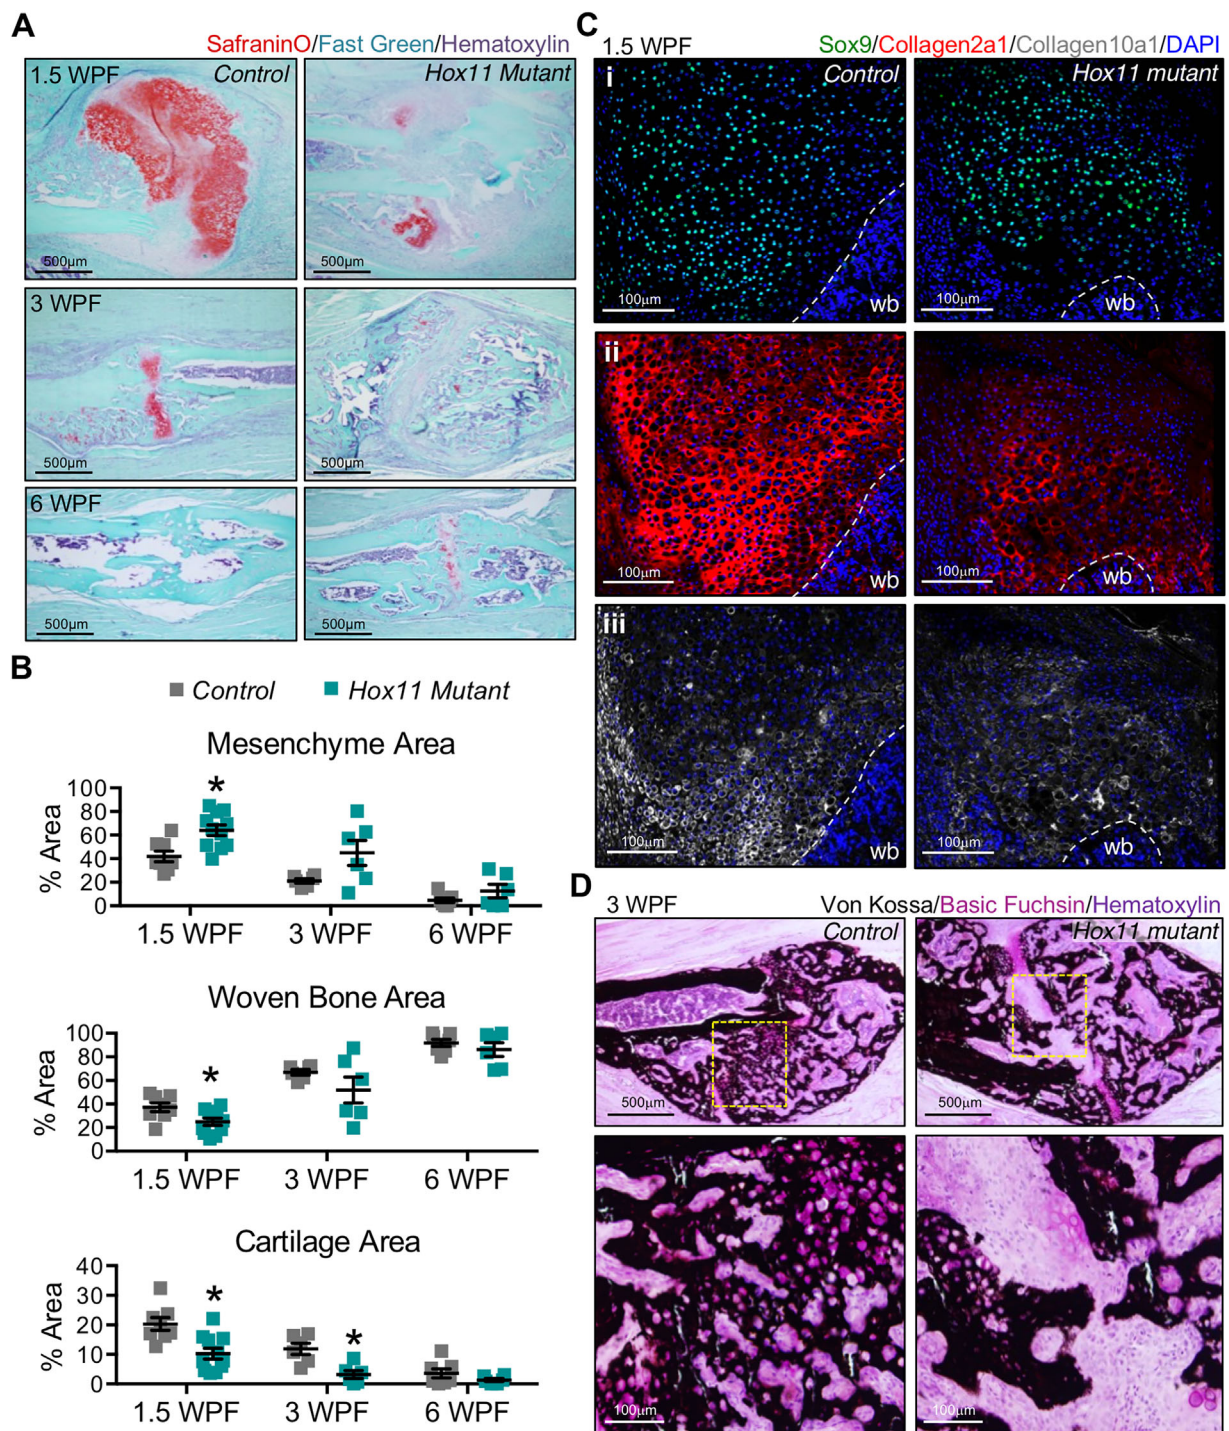 A
SafraninO/Fast Green/Hematoxylin
1.5 WPF
Control
Hox11 Mutant
500μm
500μm
3 WPF
500μm
500μm
6 WPF
500μm
500μm
B
Control
Hox11 Mutant
Mesenchyme Area
*
% Area
100
80
60
40
20
0
1.5 WPF
3 WPF
6 WPF
Woven Bone Area
*
% Area
100
80
60
40
20
0
1.5 WPF
3 WPF
6 WPF
Cartilage Area
*
*
% Area
40
30
20
10
0
1.5 WPF
3 WPF
6 WPF
C
1.5 WPF
Sox9/Collagen2a1/Collagen10a1/DAPI
i
Control
Hox11 mutant
100μm
wb
100μm
wb
ii
100μm
wb
100μm
wb
iii
100μm
wb
100μm
wb
D
3 WPF
Von Kossa/Basic Fuchsin/Hematoxylin
Control
Hox11 mutant
500μm
500μm
100μm
100μm